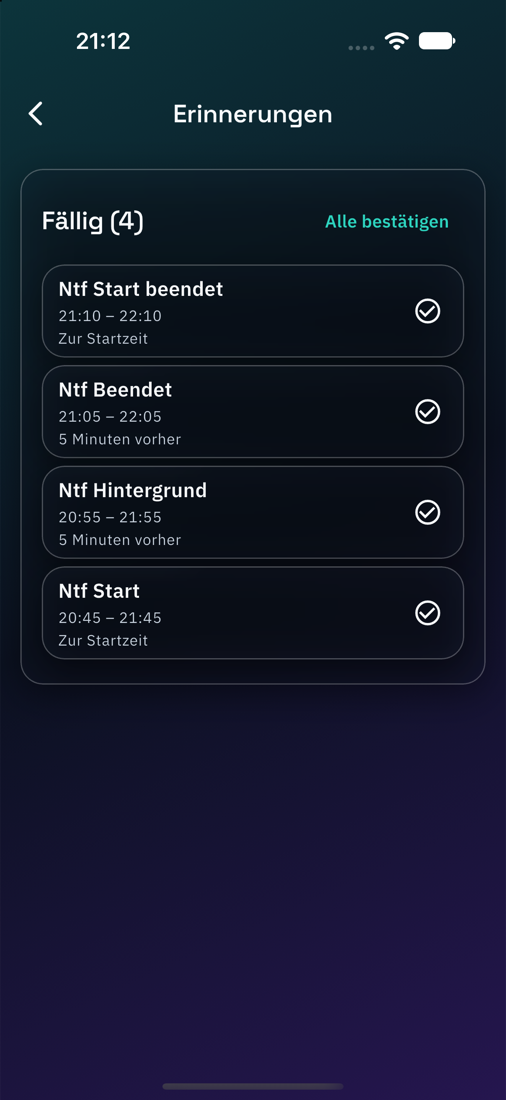 21:12
Erinnerungen
Fällig (4)
Alle bestätigen
Ntf Start beendet
21:10 – 22:10
Zur Startzeit
Ntf Beendet
21:05 – 22:05
5 Minuten vorher
Ntf Hintergrund
20:55 – 21:55
5 Minuten vorher
Ntf Start
20:45 – 21:45
Zur Startzeit